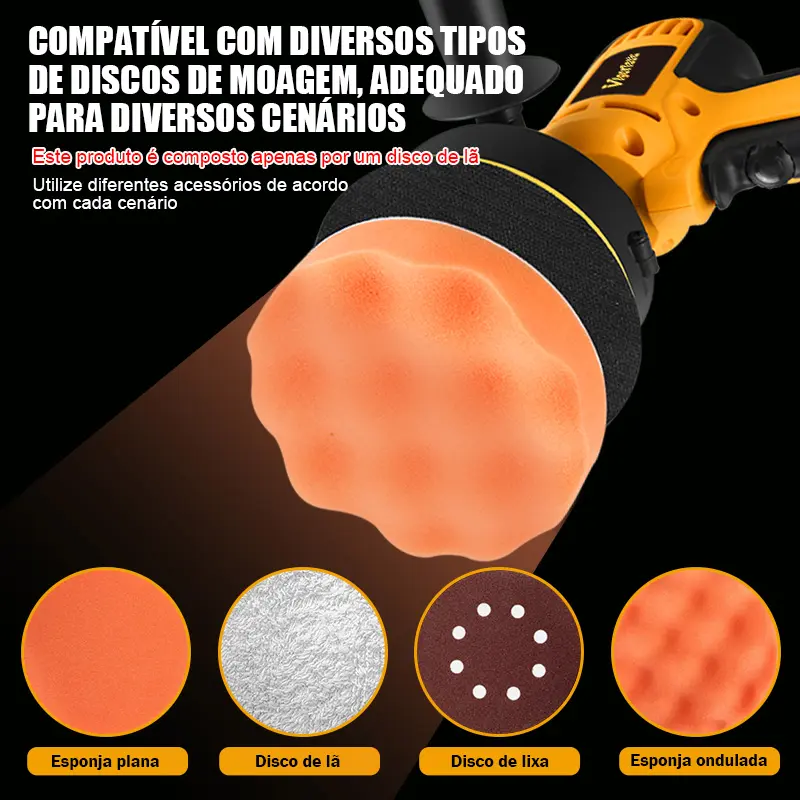 COMPATÍVEL COM DIVERSOS TIPOS
DE DISCOS DE MOAGEM, ADEQUADO
PARA DIVERSOS CENÁRIOS
Este produto é composto apenas por um disco de lã
Utilize diferentes acessórios de acordo
com cada cenário
Esponja plana
Disco de lã
Disco de lixa
Esponja ondulada